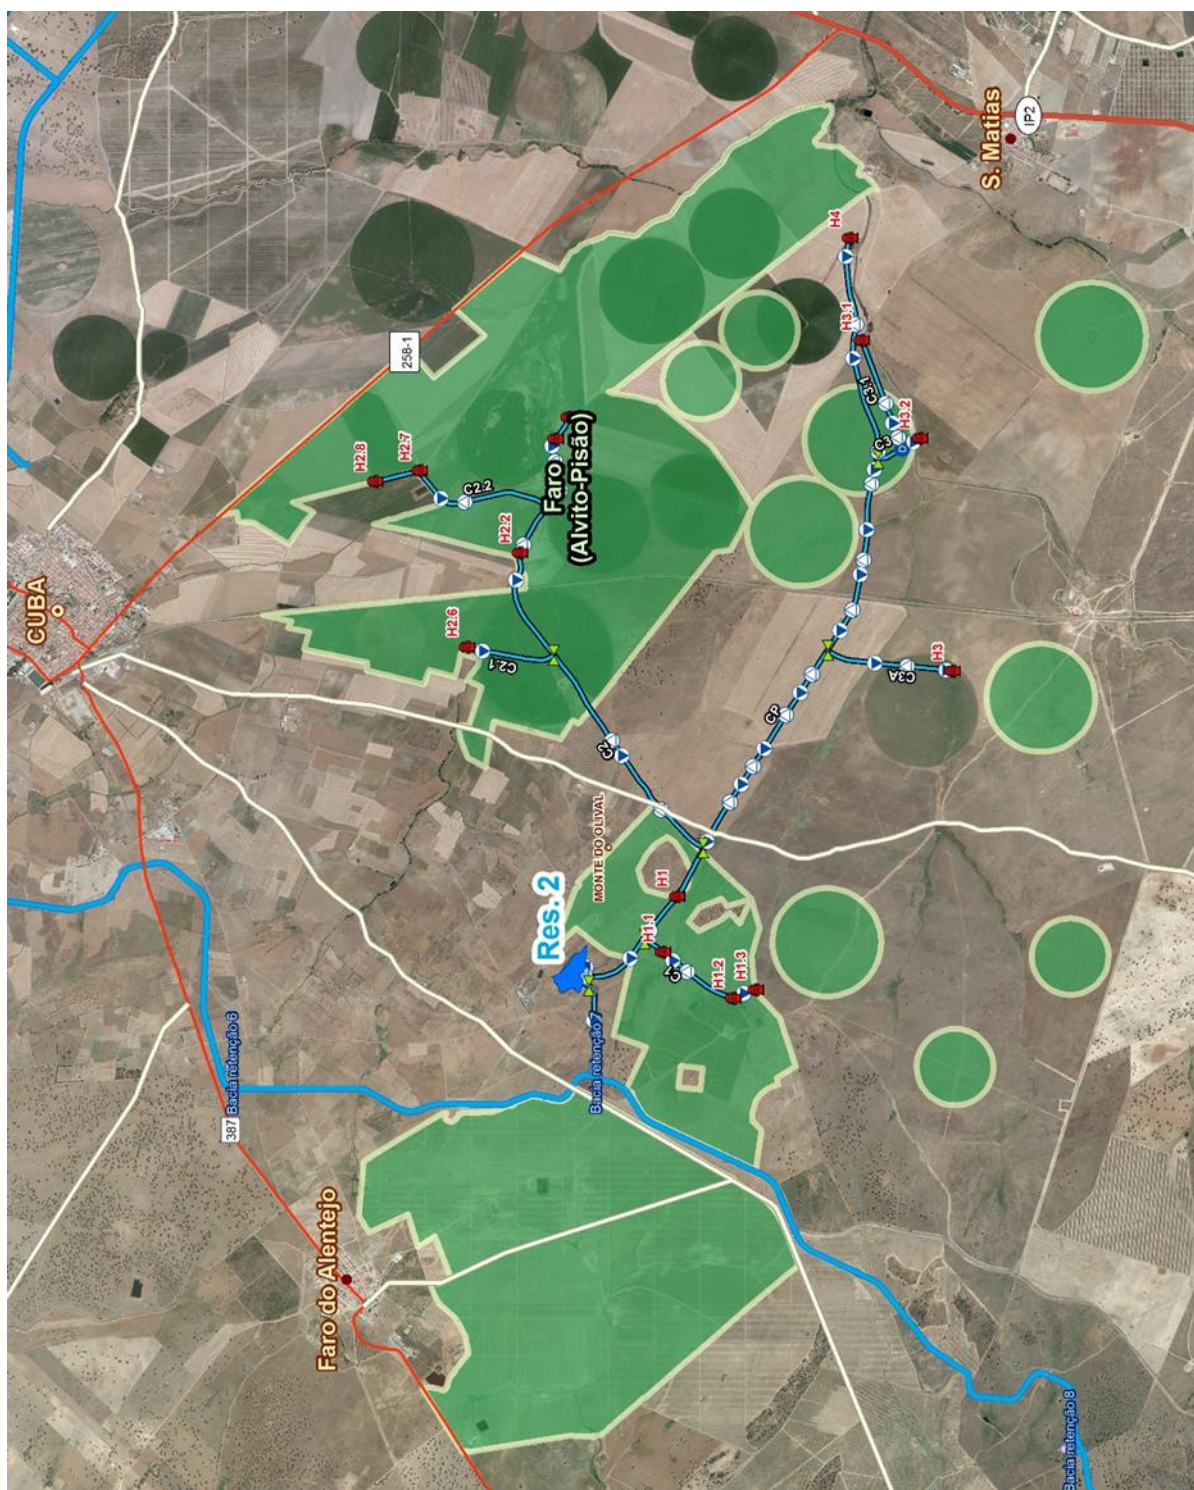 S. Matias
IP2
H4
H3.1
C3.1
H3.2
C3
258-1
H2.8
H2.7
C2.2
Faro
(Alvito-Pisão)
H2.2
CUBA
H2.6
C2.1
H3
C3A
CP
C2
MONTE DO OLIVAL
H1
Res. 2
H1.1
H1.2
H1.3
Bacia retenção 7
Bacia retenção 6
387
Faro do Alentejo
Bacia retenção 8